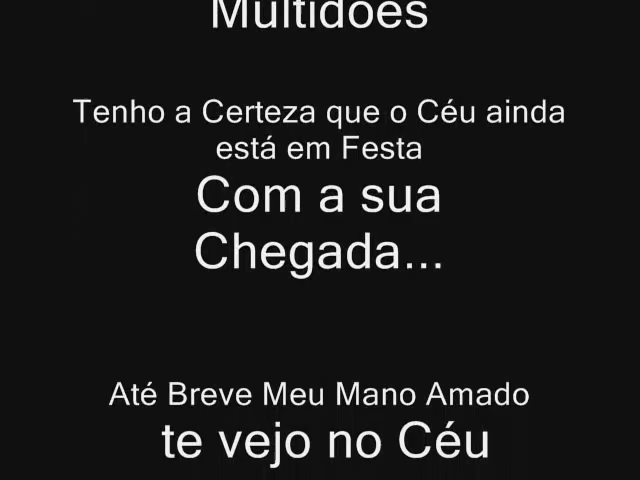 Multidões
Tenho a Certeza que o Céu ainda
está em Festa
Com a sua
Chegada...
Até Breve Meu Mano Amado
te vejo no Céu